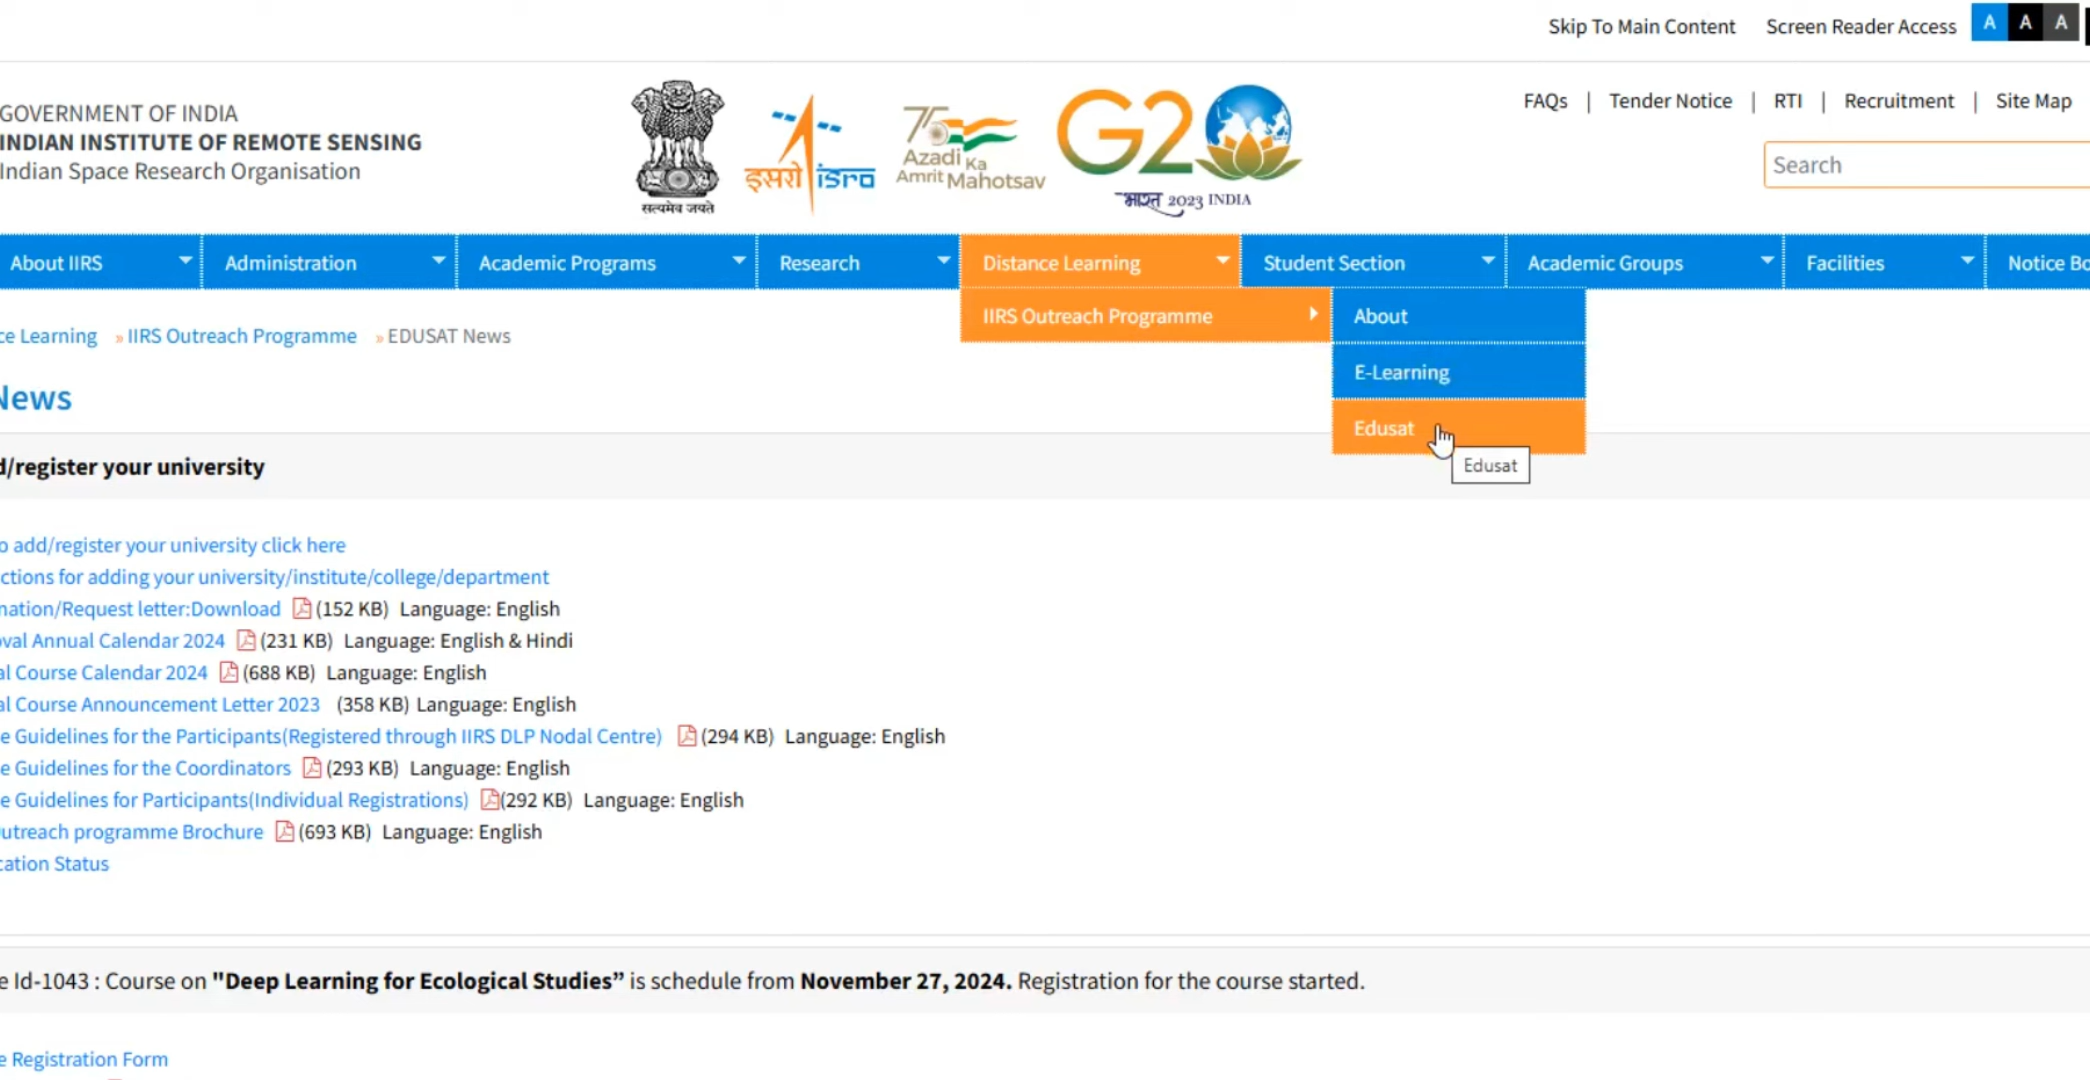 Skip To Main Content Screen Reader Access A A A
GOVERNMENT OF INDIA
INDIAN INSTITUTE OF REMOTE SENSING
Indian Space Research Organisation
सत्यमेव जयते
इसरो isro
75
Azadi Ka
Amrit Mahotsav
G20
भारत 2023 INDIA
FAQs | Tender Notice | RTI | Recruitment | Site Map
Search
About IIRS Administration Academic Programs Research Distance Learning Student Section Academic Groups Facilities Notice Bo
IIRS Outreach Programme
About
E-Learning
Edusat
Edusat
ce Learning » IIRS Outreach Programme » EDUSAT News
News
d/register your university
o add/register your university click here
ctions for adding your university/institute/college/department
nation/Request letter:Download (152 KB) Language: English
oval Annual Calendar 2024 (231 KB) Language: English & Hindi
al Course Calendar 2024 (688 KB) Language: English
al Course Announcement Letter 2023 (358 KB) Language: English
e Guidelines for the Participants(Registered through IIRS DLP Nodal Centre) (294 KB) Language: English
e Guidelines for the Coordinators (293 KB) Language: English
e Guidelines for Participants(Individual Registrations) (292 KB) Language: English
utreach programme Brochure (693 KB) Language: English
cation Status
e Id-1043 : Course on "Deep Learning for Ecological Studies” is schedule from November 27, 2024. Registration for the course started.
e Registration Form